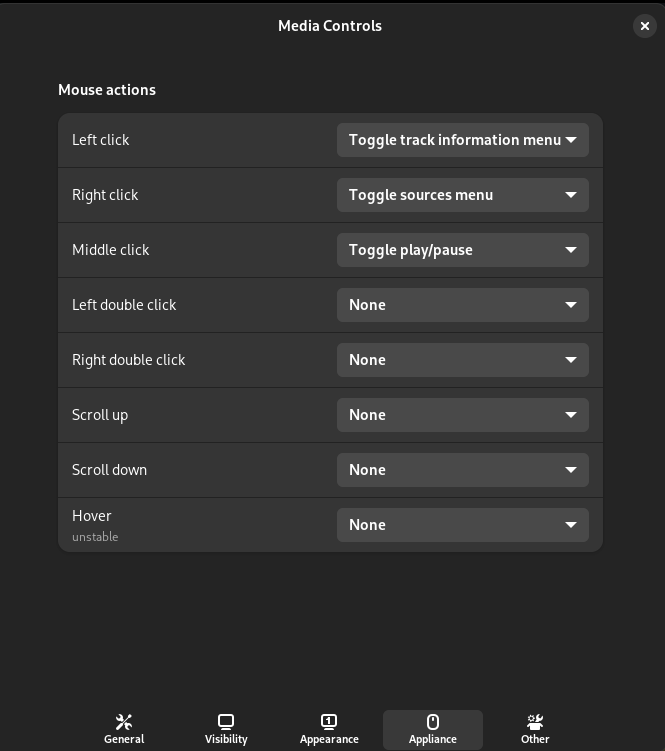 Media Controls
Mouse actions
Left click
Toggle track information menu
Right click
Toggle sources menu
Middle click
Toggle play/pause
Left double click
None
Right double click
None
Scroll up
None
Scroll down
None
Hover
unstable
None
1
General
Visibility
Appearance
Appliance
Other